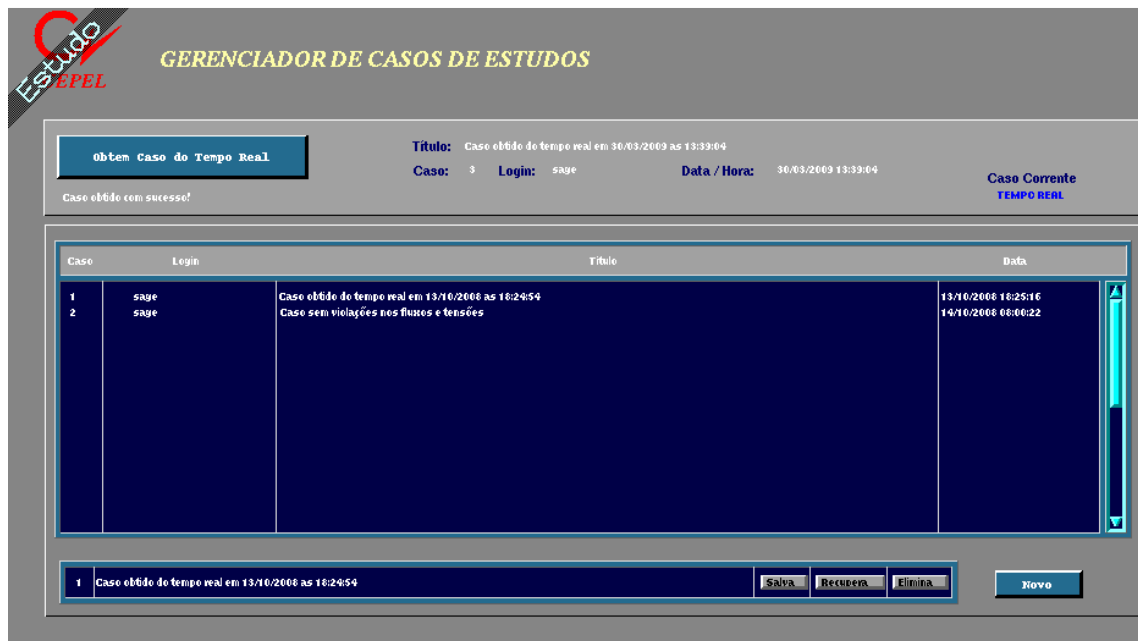 Estudo
CEPEL
GERENCIADOR DE CASOS DE ESTUDOS
Obtem Caso do Tempo Real
Caso obtido com sucesso!
Título: Caso obtido do tempo real em 30/03/2009 as 13:39:04
Caso: 3 Login: sage Data / Hora: 30/03/2009 13:39:04
Caso Corrente
TEMPO REAL
Caso Login Título Data
1 sage Caso obtido do tempo real em 13/10/2008 as 18:24:54 13/10/2008 18:25:16
2 sage Caso sem violações nos fluxos e tensões 14/10/2008 08:00:22
1 Caso obtido do tempo real em 13/10/2008 as 18:24:54 Salva Recupera Elimina Novo